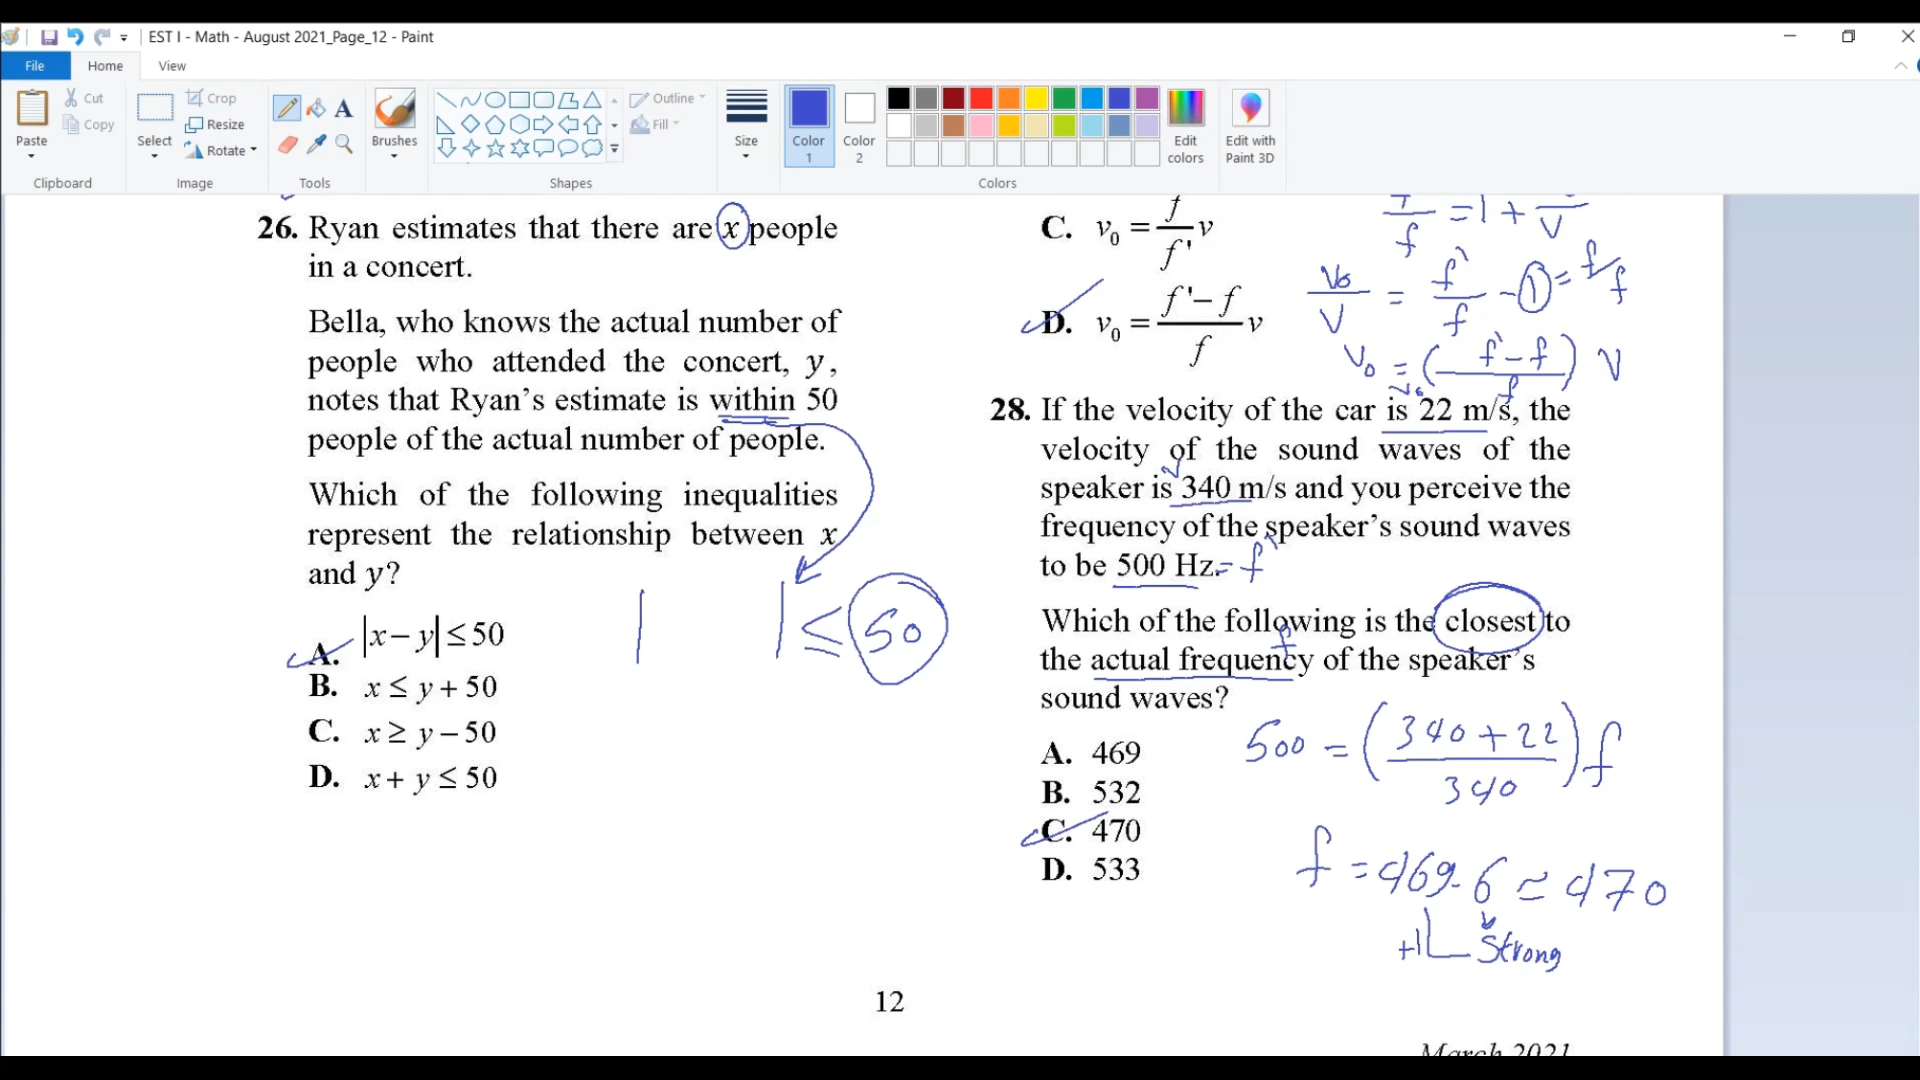 EST I - Math - August 2021_Page_12 - Paint
File Home View
Paste
Cut
Copy
Clipboard
Select
Crop
Resize
Rotate
Image
A
Tools
Brushes
Outline
Fill
Shapes
Size
Color 1
Color 2
Edit colors
Edit with Paint 3D
Colors
26. Ryan estimates that there are x people
in a concert.
Bella, who knows the actual number of
people who attended the concert, y,
notes that Ryan's estimate is within 50
people of the actual number of people.
Which of the following inequalities
represent the relationship between x
and y?
| | ≤ 50
A. |x − y| ≤ 50
B. x ≤ y + 50
C. x ≥ y − 50
D. x + y ≤ 50
C. v₀ = f/f' v
D. v₀ = (f' − f)/f v
v₀/v = f'/f − 1 = f/f
v₀ = (f' − f / f) v
28. If the velocity of the car is 22 m/s, the
velocity of the sound waves of the
speaker is 340 m/s and you perceive the
frequency of the speaker's sound waves
to be 500 Hz. = f'
Which of the following is the closest to
the actual frequency of the speaker's
sound waves?
500 = (340 + 22 / 340) f
A. 469
B. 532
C. 470
D. 533
f = 469.6 ≃ 470
+1 Strong
12
March 2021